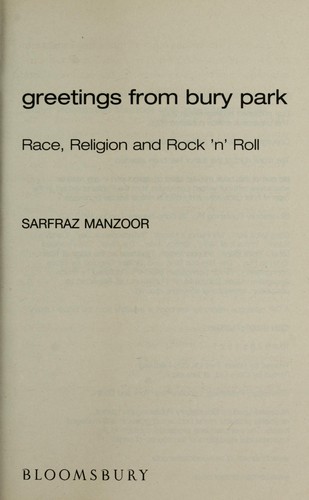 greetings from bury park
Race, Religion and Rock 'n' Roll
SARFRAZ MANZOOR
BLOOMSBURY